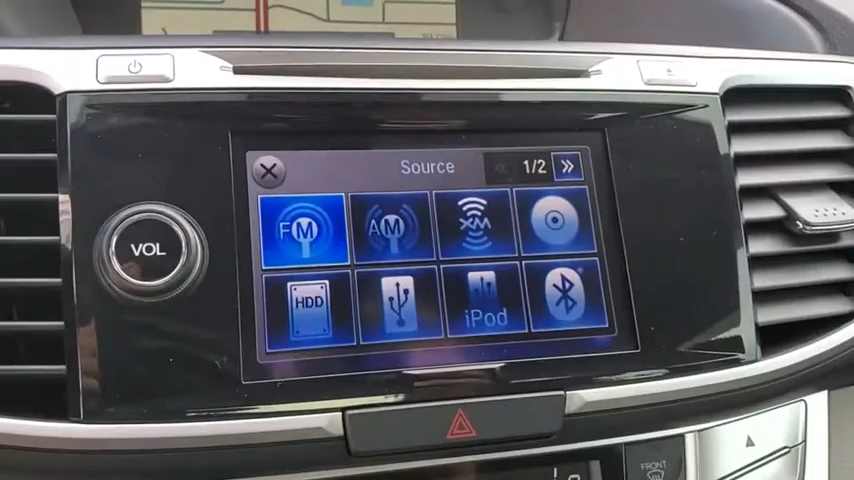 Source
1/2
FM
AM
XM
HDD
iPod
VOL
FRONT